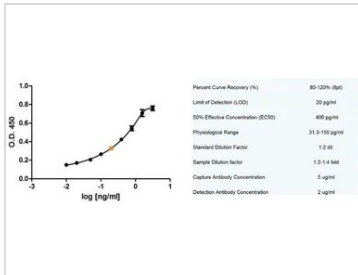 1.0
0.8
0.6
0.4
0.2
0.0
O.D. 450
-3 -2 -1 0 1
log [ng/ml]
Percent Curve Recovery (%) 80-120% (8pt)
Limit of Detection (LOD) 20 pg/ml
50% Effective Concentration (EC50) 400 pg/ml
Physiological Range 31.3-150 pg/ml
Standard Dilution Factor 1:2 dil
Sample Dilution factor 1:2-1:4 fold
Capture Antibody Concentration 5 ug/ml
Detection Antibody Concentration 2 ug/ml